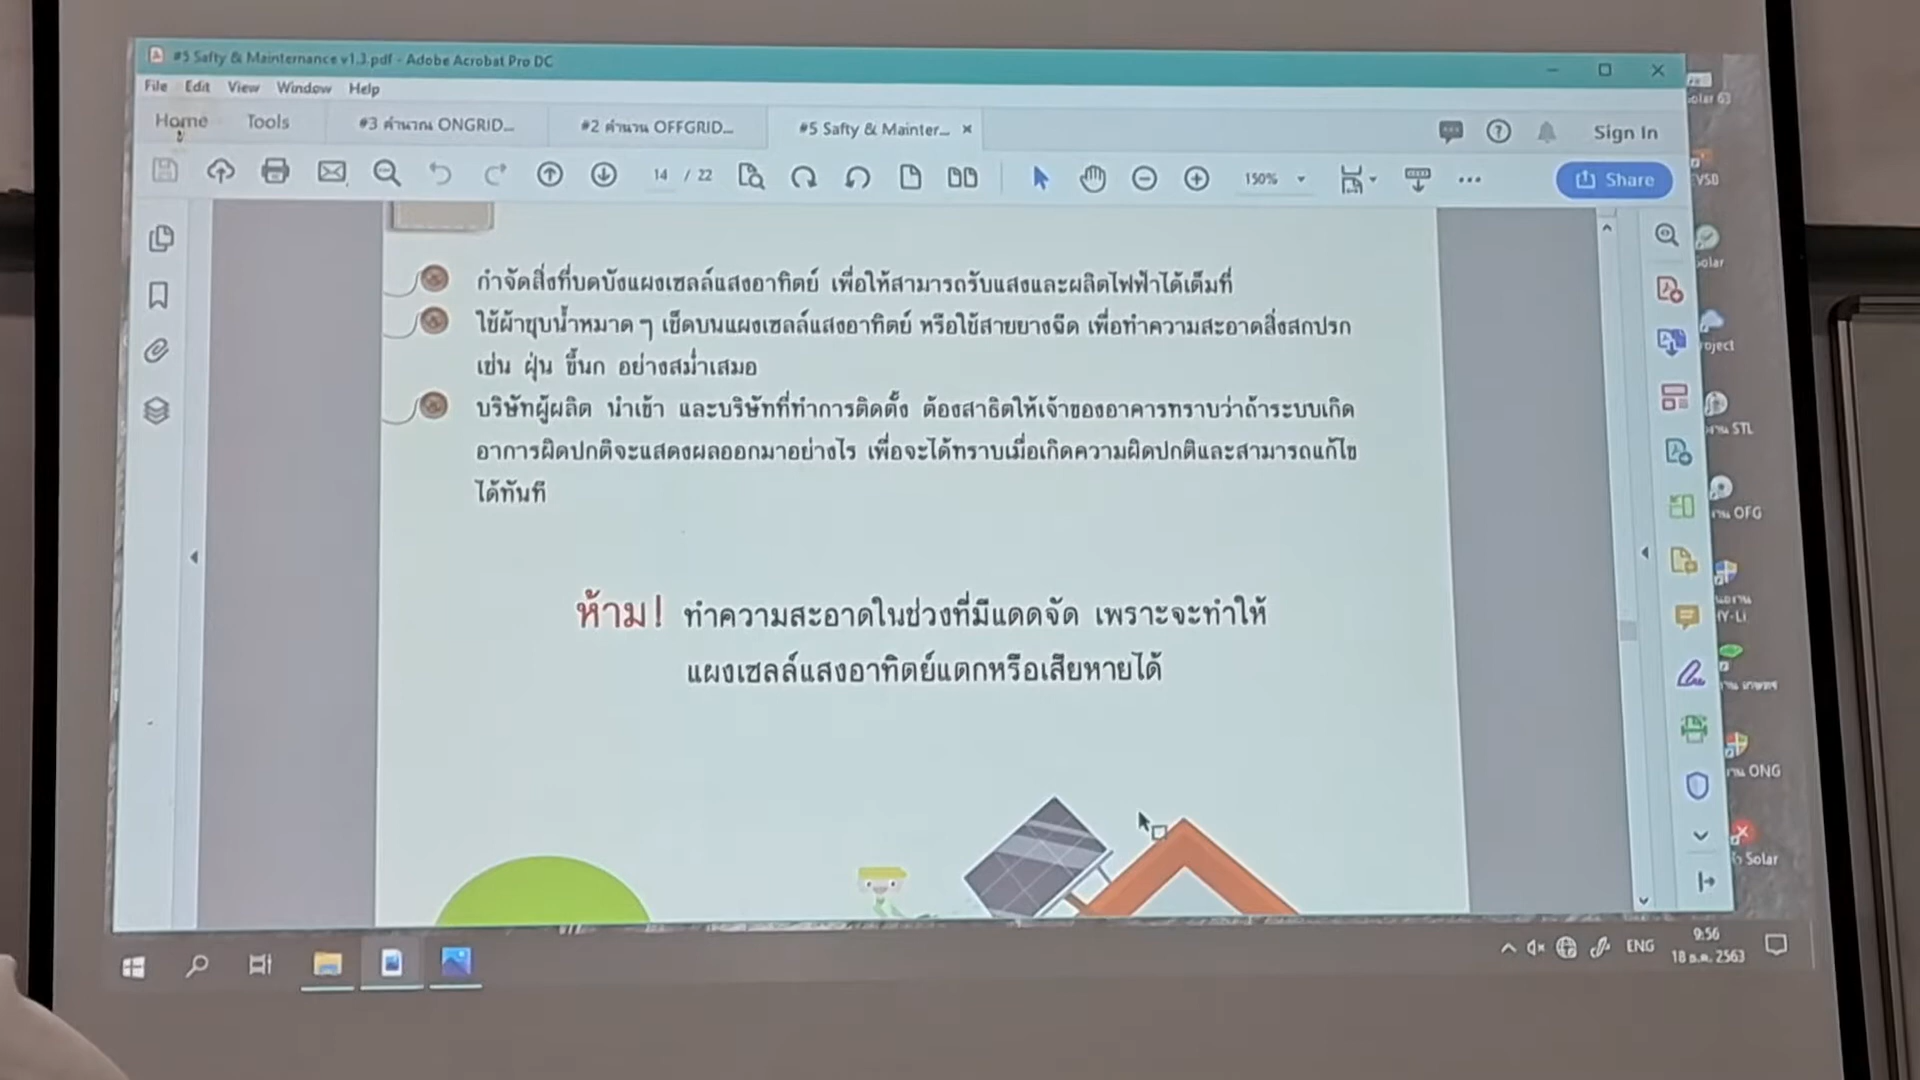 #5 Safty & Mainternance v1.3.pdf - Adobe Acrobat Pro DC
File Edit View Window Help
Home Tools #3 คำนวณ ONGRID... #2 คำนวน OFFGRID... #5 Safty & Mainter... × Sign In
14 / 22 150% Share
กำจัดสิ่งที่บดบังแผงเซลล์แสงอาทิตย์ เพื่อให้สามารถรับแสงและผลิตไฟฟ้าได้เต็มที่
ใช้ผ้าชุบน้ำหมาด ๆ เช็ดบนแผงเซลล์แสงอาทิตย์ หรือใช้สายยางฉีด เพื่อทำความสะอาดสิ่งสกปรก
เช่น ฝุ่น ขี้นก อย่างสม่ำเสมอ
บริษัทผู้ผลิต นำเข้า และบริษัทที่ทำการติดตั้ง ต้องสาธิตให้เจ้าของอาคารทราบว่าถ้าระบบเกิด
อาการผิดปกติจะแสดงผลออกมาอย่างไร เพื่อจะได้ทราบเมื่อเกิดความผิดปกติและสามารถแก้ไข
ได้ทันที
ห้าม! ทำความสะอาดในช่วงที่มีแดดจัด เพราะจะทำให้
แผงเซลล์แสงอาทิตย์แตกหรือเสียหายได้
olar 63
VSD
olar
roject
าน STL
าน OFG
าน ONG
Solar
ENG
9:56
18 ธ.ค. 2563